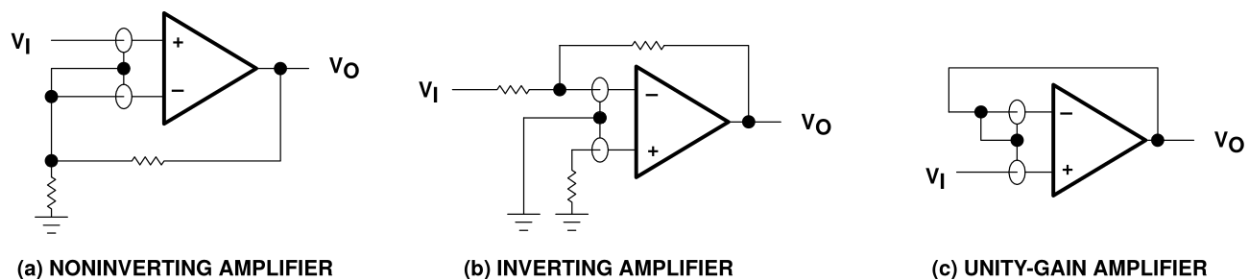 VI
+
−
VO
(a) NONINVERTING AMPLIFIER
VI
−
+
VO
(b) INVERTING AMPLIFIER
−
+
VI
VO
(c) UNITY-GAIN AMPLIFIER